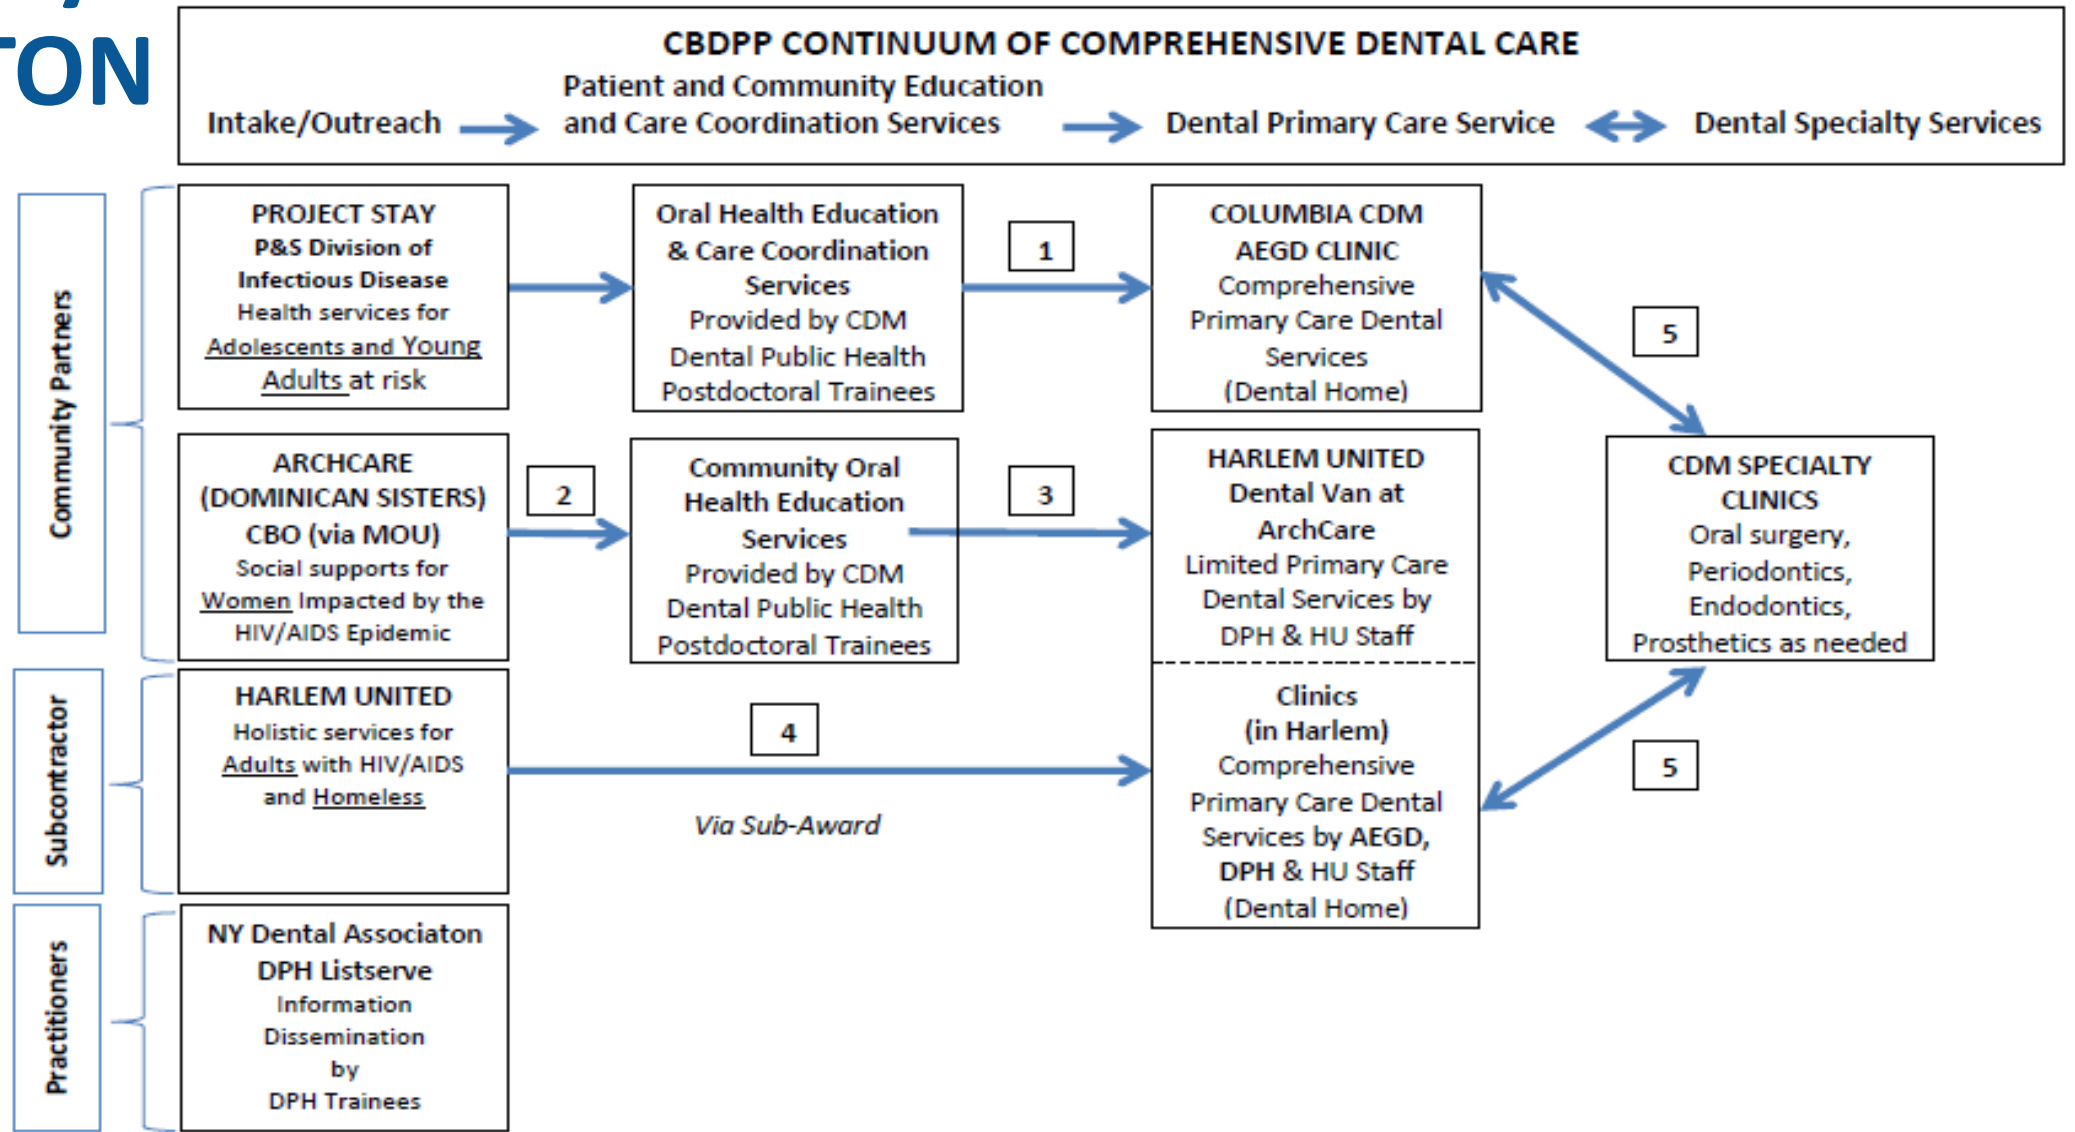 TON
CBDPP CONTINUUM OF COMPREHENSIVE DENTAL CARE
Intake/Outreach
Patient and Community Education
and Care Coordination Services
Dental Primary Care Service
Dental Specialty Services
Community Partners
PROJECT STAY
P&S Division of
Infectious Disease
Health services for
Adolescents and Young
Adults at risk
Oral Health Education
& Care Coordination
Services
Provided by CDM
Dental Public Health
Postdoctoral Trainees
1
COLUMBIA CDM
AEGD CLINIC
Comprehensive
Primary Care Dental
Services
(Dental Home)
5
ARCHCARE
(DOMINICAN SISTERS)
CBO (via MOU)
Social supports for
Women Impacted by the
HIV/AIDS Epidemic
2
Community Oral
Health Education
Services
Provided by CDM
Dental Public Health
Postdoctoral Trainees
3
HARLEM UNITED
Dental Van at
ArchCare
Limited Primary Care
Dental Services by
DPH & HU Staff
CDM SPECIALTY
CLINICS
Oral surgery,
Periodontics,
Endodontics,
Prosthetics as needed
Subcontractor
HARLEM UNITED
Holistic services for
Adults with HIV/AIDS
and Homeless
4
Via Sub-Award
Clinics
(in Harlem)
Comprehensive
Primary Care Dental
Services by AEGD,
DPH & HU Staff
(Dental Home)
5
Practitioners
NY Dental Associaton
DPH Listserve
Information
Dissemination
by
DPH Trainees